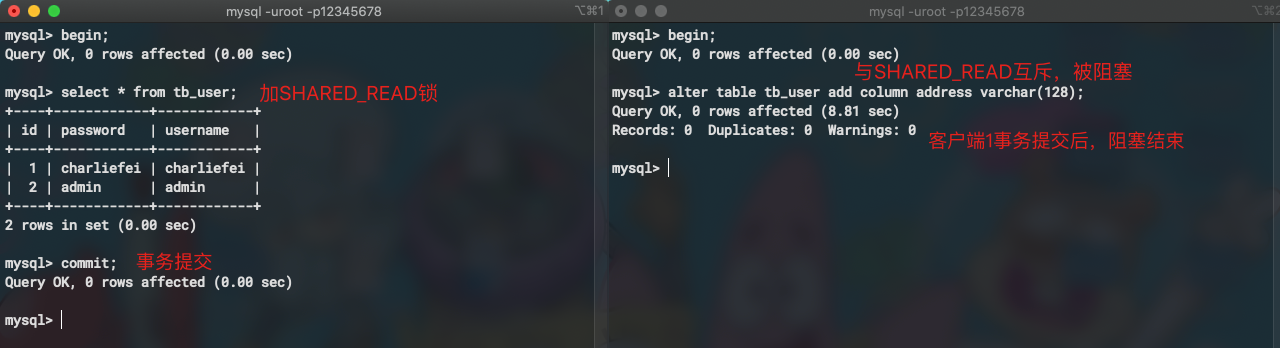 mysql -uroot -p12345678
⌥⌘1
mysql> begin;
Query OK, 0 rows affected (0.00 sec)
mysql> select * from tb_user; 加SHARED_READ锁
+----+------------+------------+
| id | password   | username   |
+----+------------+------------+
|  1 | charliefei | charliefei |
|  2 | admin      | admin      |
+----+------------+------------+
2 rows in set (0.00 sec)
mysql> commit; 事务提交
Query OK, 0 rows affected (0.00 sec)
mysql>
mysql -uroot -p12345678
⌥⌘2
mysql> begin;
Query OK, 0 rows affected (0.00 sec)
与SHARED_READ互斥，被阻塞
mysql> alter table tb_user add column address varchar(128);
Query OK, 0 rows affected (8.81 sec)
Records: 0  Duplicates: 0  Warnings: 0
客户端1事务提交后，阻塞结束
mysql>